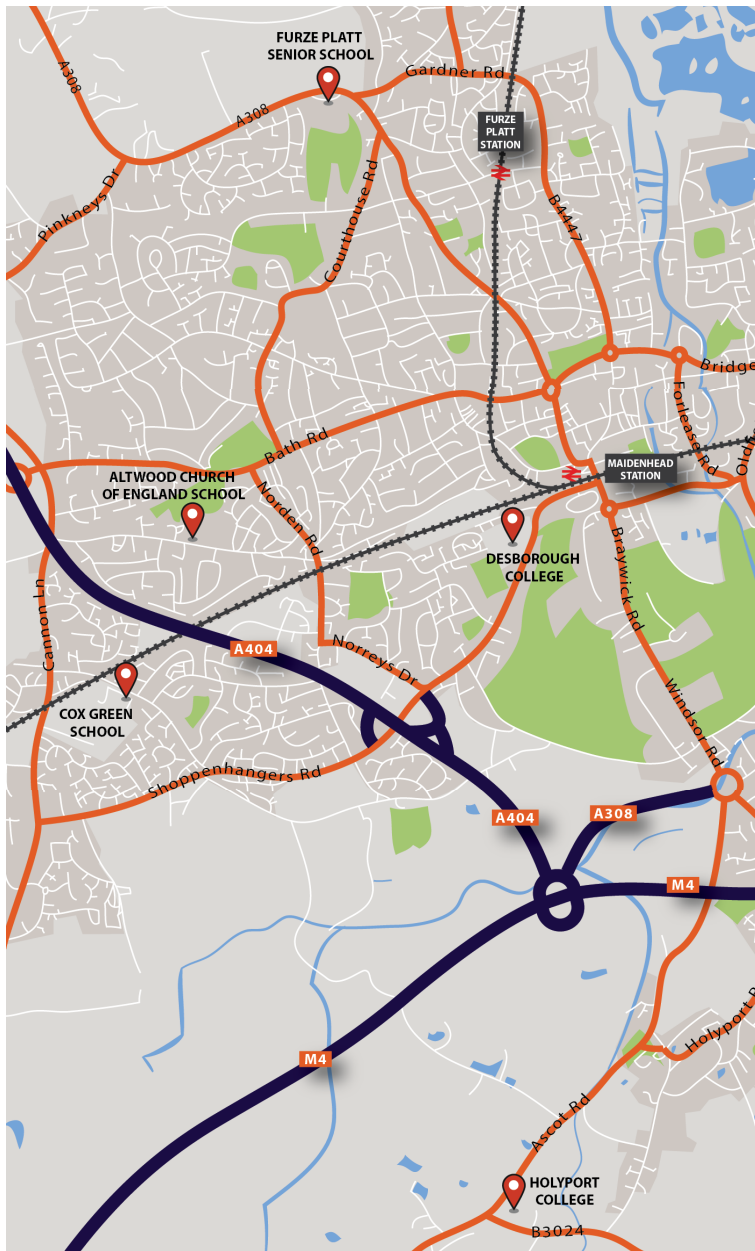 FURZE PLATT
SENIOR SCHOOL
A308
Gardner Rd
A308
FURZE
PLATT
STATION
Pinkneys Dr
Courthouse Rd
B4447
Bridge
Forlease Rd
Bath Rd
MAIDENHEAD
STATION
ALTWOOD CHURCH
OF ENGLAND SCHOOL
Norden Rd
DESBOROUGH
COLLEGE
Braywick Rd
Cannon Ln
A404
Norreys Dr
COX GREEN
SCHOOL
Windsor Rd
Shoppenhangers Rd
A404
A308
M4
Holyport
M4
Ascot Rd
HOLYPORT
COLLEGE
B3024